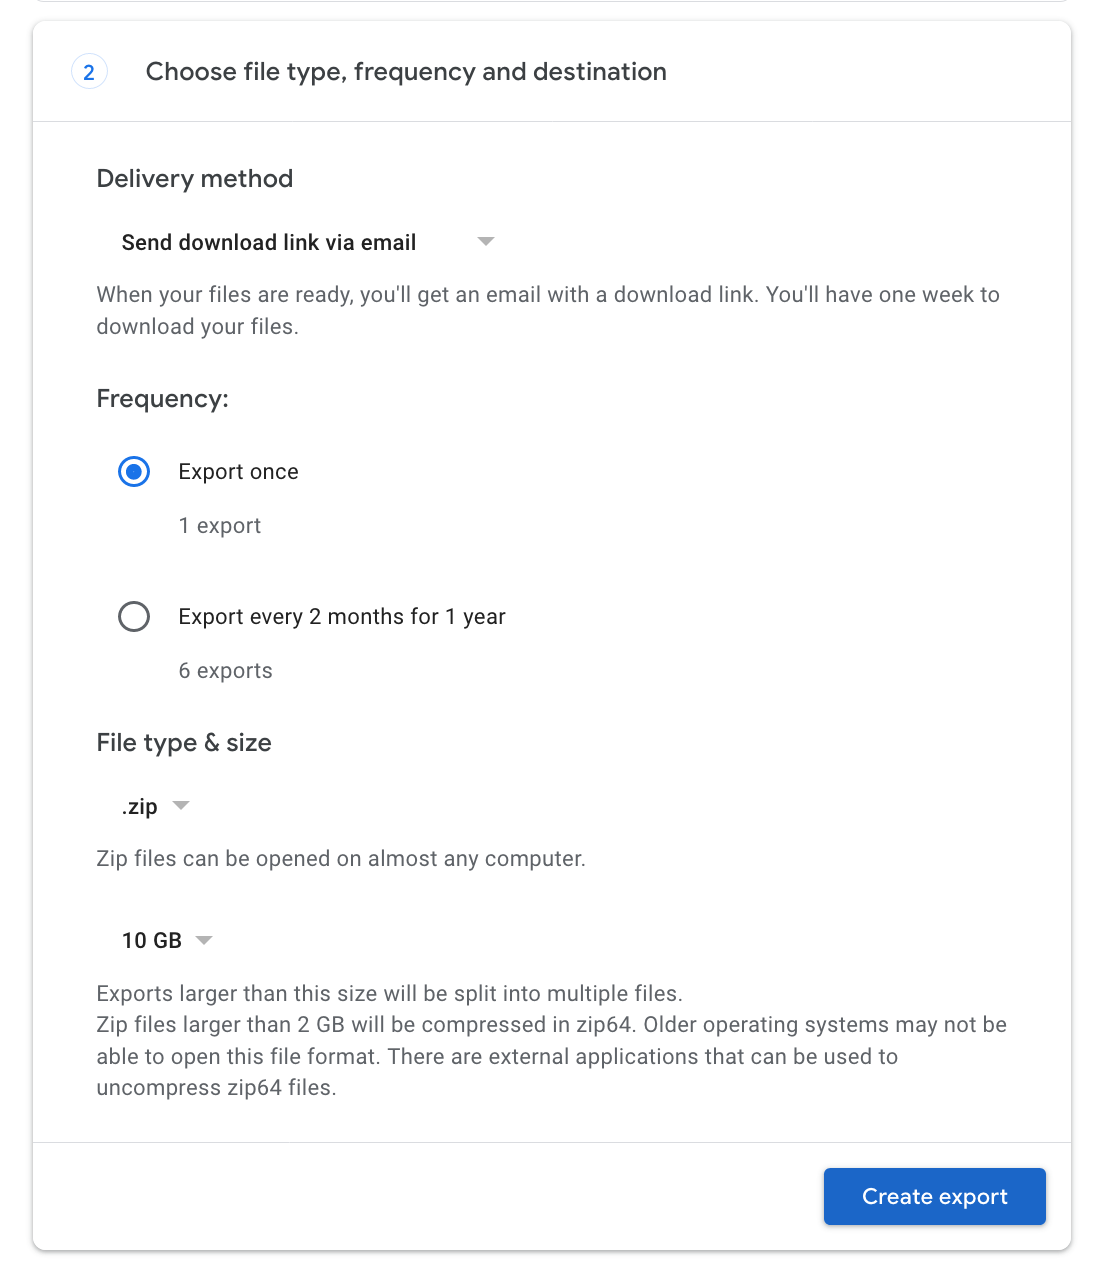 2
Choose file type, frequency and destination
Delivery method
Send download link via email
When your files are ready, you'll get an email with a download link. You'll have one week to
download your files.
Frequency:
Export once
1 export
Export every 2 months for 1 year
6 exports
File type & size
.zip
Zip files can be opened on almost any computer.
10 GB
Exports larger than this size will be split into multiple files.
Zip files larger than 2 GB will be compressed in zip64. Older operating systems may not be
able to open this file format. There are external applications that can be used to
uncompress zip64 files.
Create export